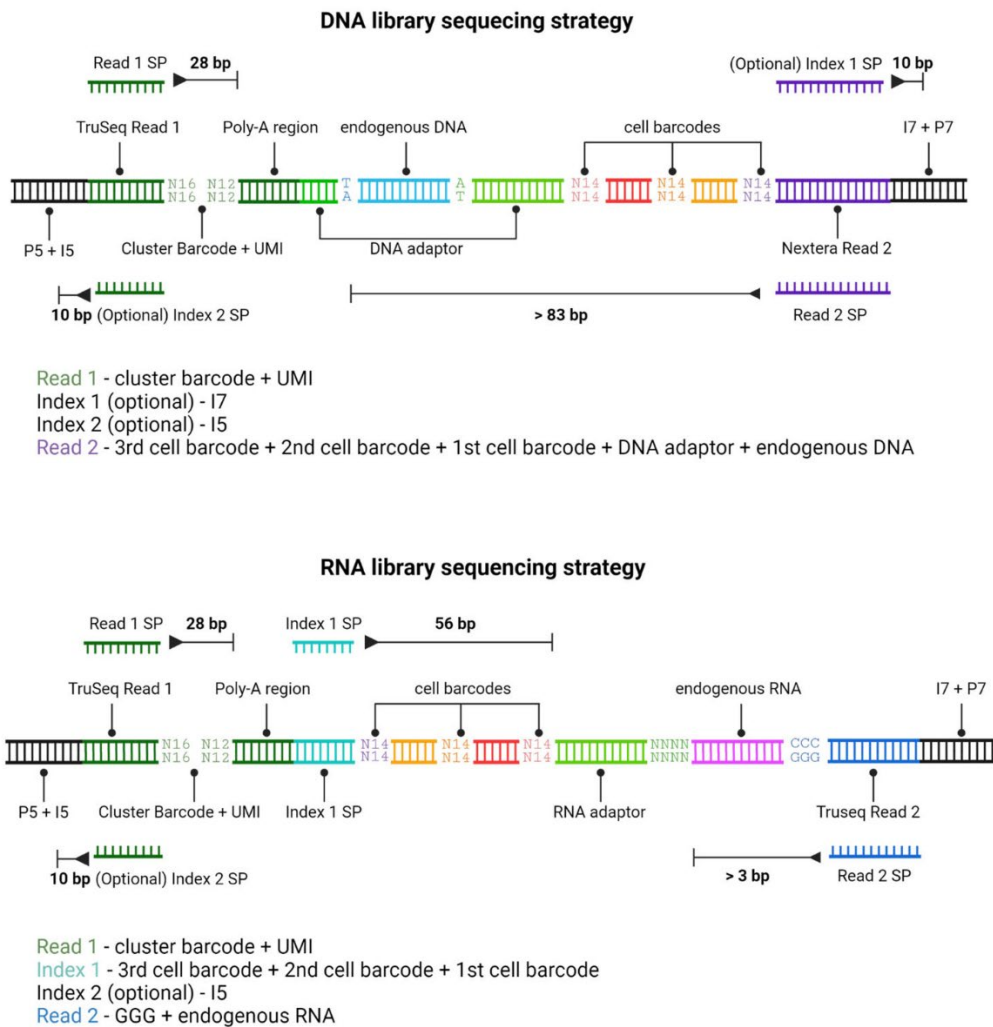 DNA library sequecing strategy
Read 1 SP 28 bp (Optional) Index 1 SP 10 bp
TruSeq Read 1 Poly-A region endogenous DNA cell barcodes I7 + P7
N16 N12 T A N14 N14 N14
N16 N12 A T N14 N14 N14
P5 + I5 Cluster Barcode + UMI DNA adaptor Nextera Read 2
10 bp (Optional) Index 2 SP > 83 bp Read 2 SP
Read 1 - cluster barcode + UMI
Index 1 (optional) - I7
Index 2 (optional) - I5
Read 2 - 3rd cell barcode + 2nd cell barcode + 1st cell barcode + DNA adaptor + endogenous DNA
RNA library sequencing strategy
Read 1 SP 28 bp Index 1 SP 56 bp
TruSeq Read 1 Poly-A region cell barcodes endogenous RNA I7 + P7
N16 N12 N14 N14 N14 NNNN CCC
N16 N12 N14 N14 N14 NNNN GGG
P5 + I5 Cluster Barcode + UMI Index 1 SP RNA adaptor Truseq Read 2
10 bp (Optional) Index 2 SP > 3 bp Read 2 SP
Read 1 - cluster barcode + UMI
Index 1 - 3rd cell barcode + 2nd cell barcode + 1st cell barcode
Index 2 (optional) - I5
Read 2 - GGG + endogenous RNA